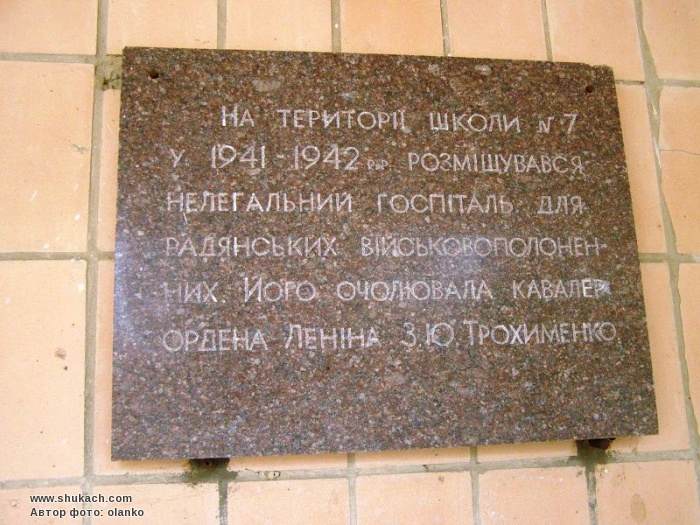 На території школи № 7
у 1941-1942 р.р. розміщувався
нелегальний госпіталь для
радянських військовополонен-
них. Його очолювала кавалер
ордена Леніна З.Ю. Трохименко.
www.shukach.com
Автор фото: olanko